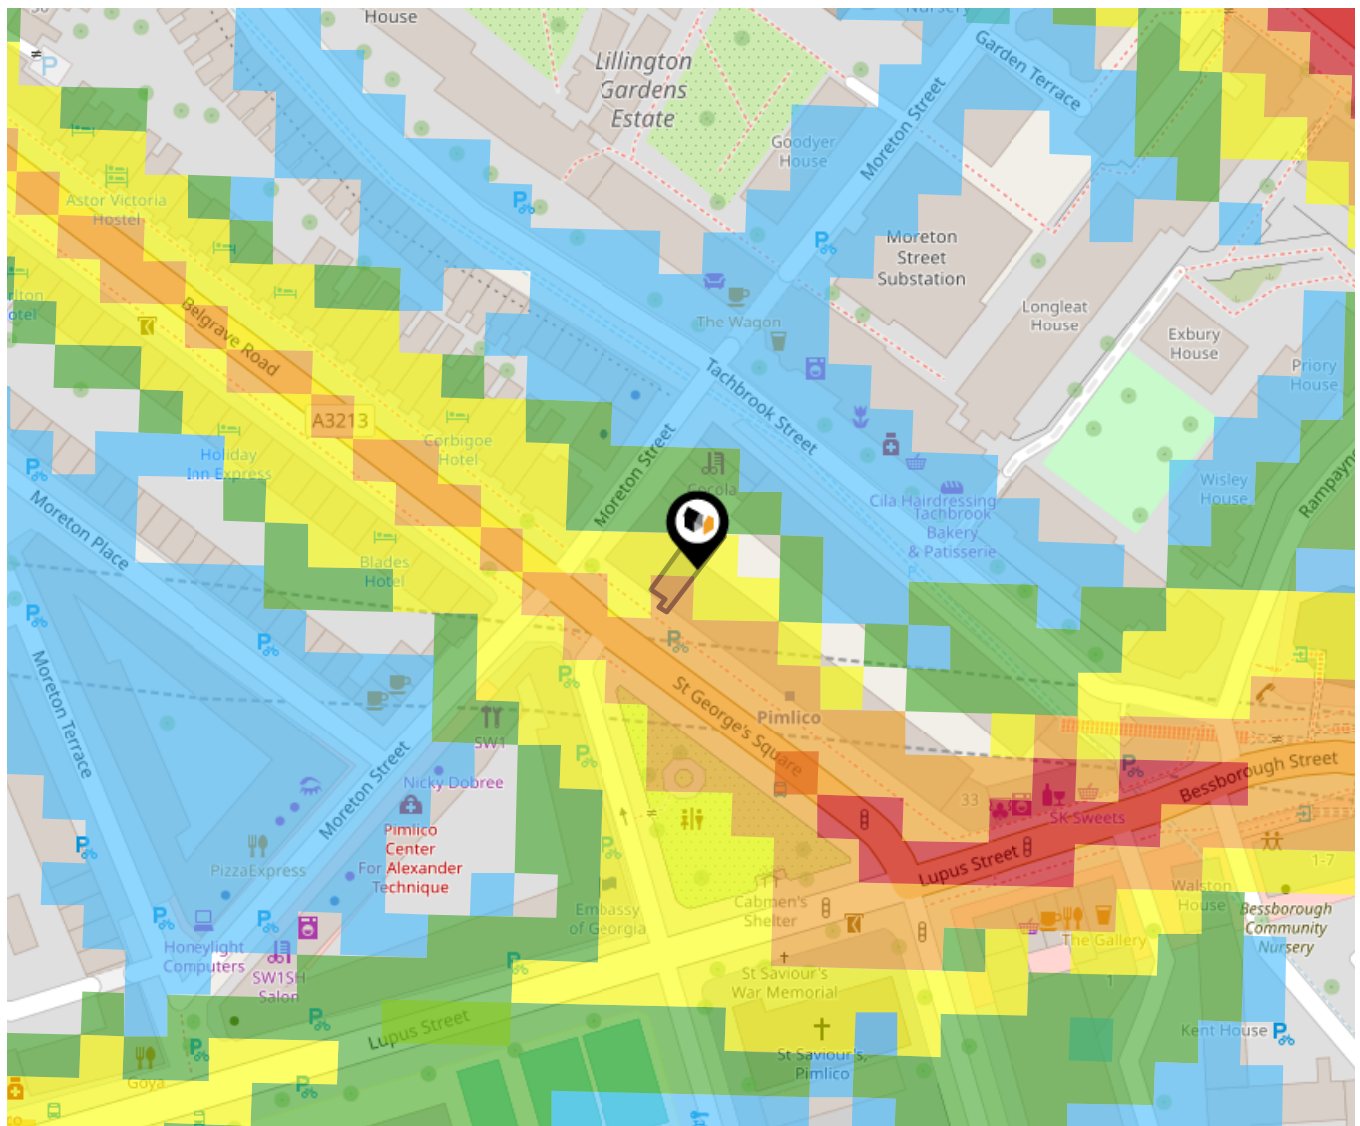 House
Nursery
Garden Terrace
Lillington
Gardens
Estate
P
Moreton Street
Goodyer
House
Astor Victoria
Hostel
P
P
Moreton
Street
Substation
Longleat
House
Exbury
House
Belgrave Road
The Wagon
Priory
House
Tachbrook Street
A3213
Corbigoe
Hotel
Holiday
Inn Express
P
Moreton Street
Cocola
Wisley
House
Moreton Place
Cila Hairdressing
Tachbrook
Bakery
& Patisserie
Blades
Hotel
P
P
P
P
Moreton Terrace
St George's Square
Pimlico
SW1
P
P
Bessborough Street
Nicky Dobree
Moreton Street
33
SK Sweets
Pimlico
Center
For Alexander
Technique
P
P
PizzaExpress
Lupus Street
1-7
Walston
House
Cabmen's
Shelter
Embassy
of Georgia
Bessborough
Community
Nursery
P
P
Honeylight
Computers
The Gallery
SW1SH
Salon
P
St Saviour's
War Memorial
1
P
Lupus Street
Kent House
P
P
St Saviour's,
Pimlico
Goya
P